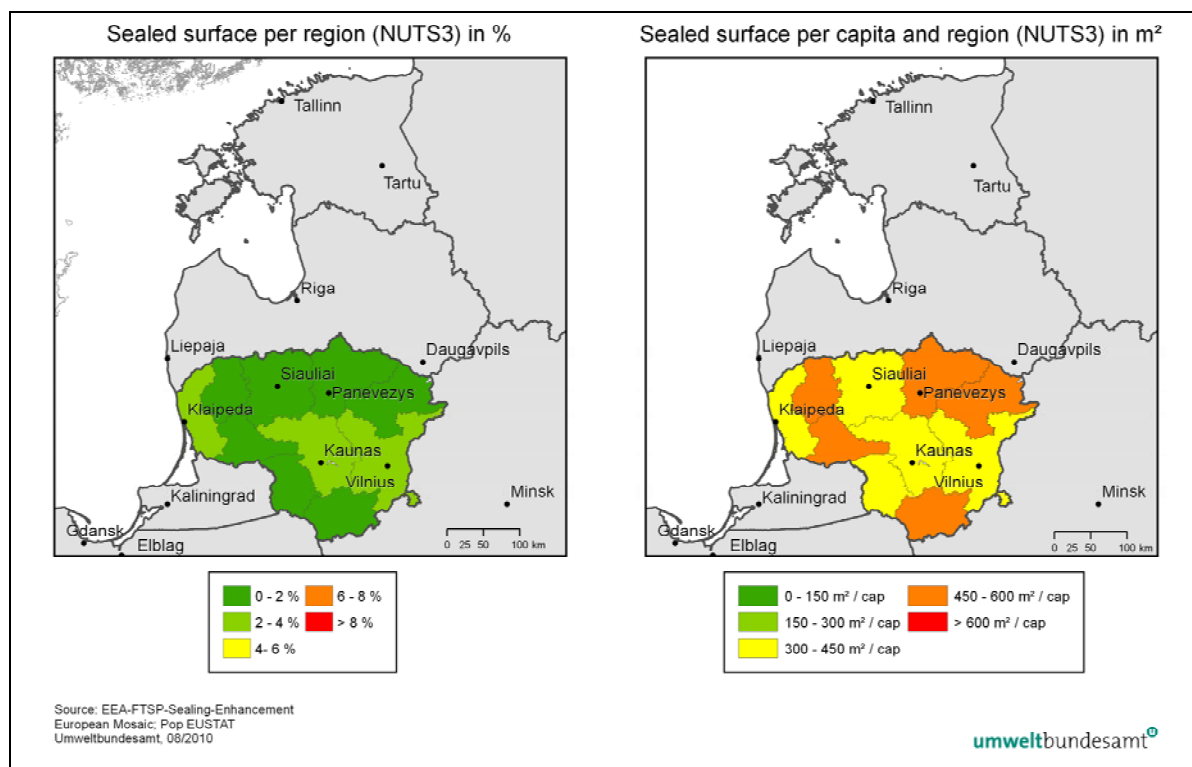 Sealed surface per region (NUTS3) in %
Tallinn
Tartu
Riga
Liepaja
Daugavpils
Siauliai
Panevezys
Klaipeda
Kaunas
Vilnius
Kaliningrad
Minsk
Gdansk
Elblag
0 25 50 100 km
0 - 2 % 6 - 8 %
2 - 4 % > 8 %
4- 6 %
Sealed surface per capita and region (NUTS3) in m²
Tallinn
Tartu
Riga
Liepaja
Daugavpils
Siauliai
Panevezys
Klaipeda
Kaunas
Vilnius
Kaliningrad
Minsk
Gdansk
Elblag
0 25 50 100 km
0 - 150 m² / cap 450 - 600 m² / cap
150 - 300 m² / cap > 600 m² / cap
300 - 450 m² / cap
Source: EEA-FTSP-Sealing-Enhancement
European Mosaic; Pop EUSTAT
Umweltbundesamt, 08/2010
umweltbundesamt